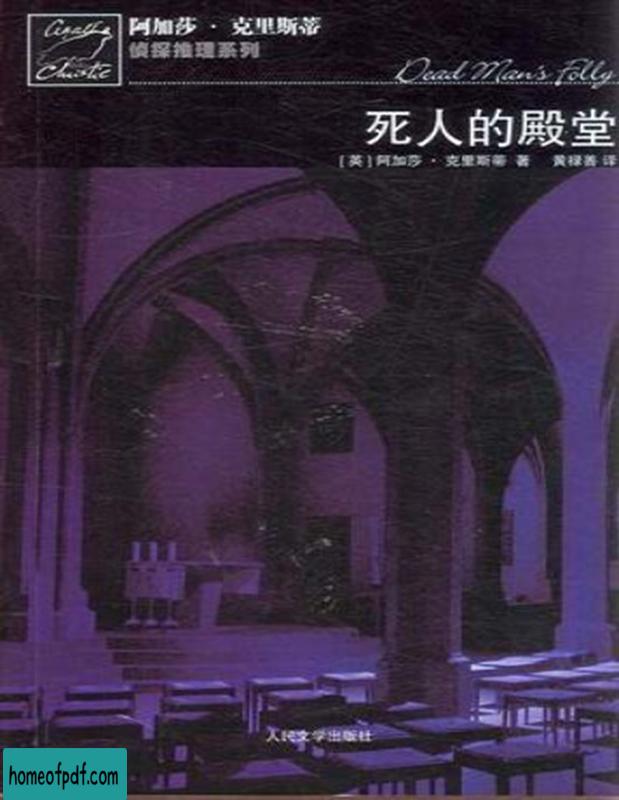 Agatha
Christie
阿加莎·克里斯蒂
侦探推理系列
Dead Man's Folly
死人的殿堂
[英]阿加莎·克里斯蒂 著 黄禄善 译
人民文学出版社
homeofpdf.com